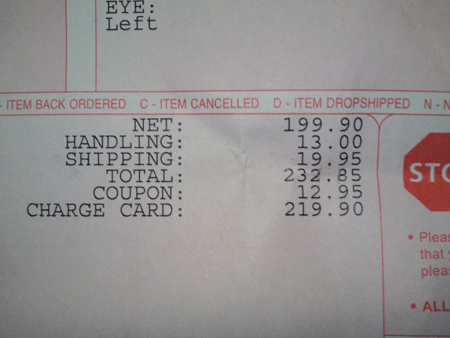 EYE:
Left
- ITEM BACK ORDERED C - ITEM CANCELLED D - ITEM DROPSHIPPED N - N
NET: 199.90
HANDLING: 13.00
SHIPPING: 19.95
TOTAL: 232.85
COUPON: 12.95
CHARGE CARD: 219.90
STO
• Pleas
that
pleas
• ALL